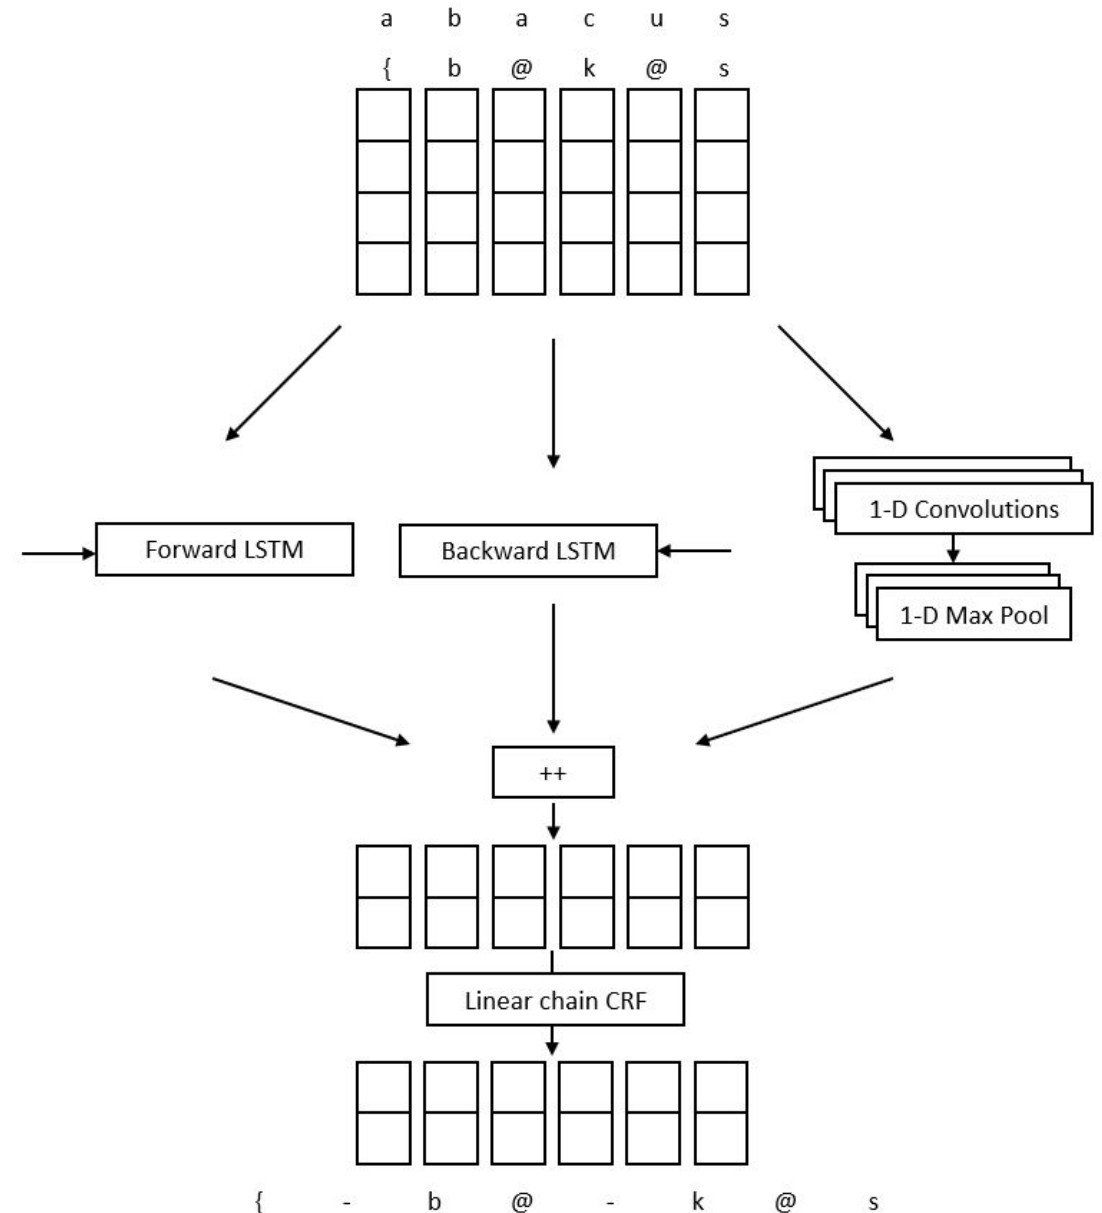 a b a c u s
{ b @ k @ s
Forward LSTM
Backward LSTM
1-D Convolutions
1-D Max Pool
++
Linear chain CRF
{ - b @ - k @ s